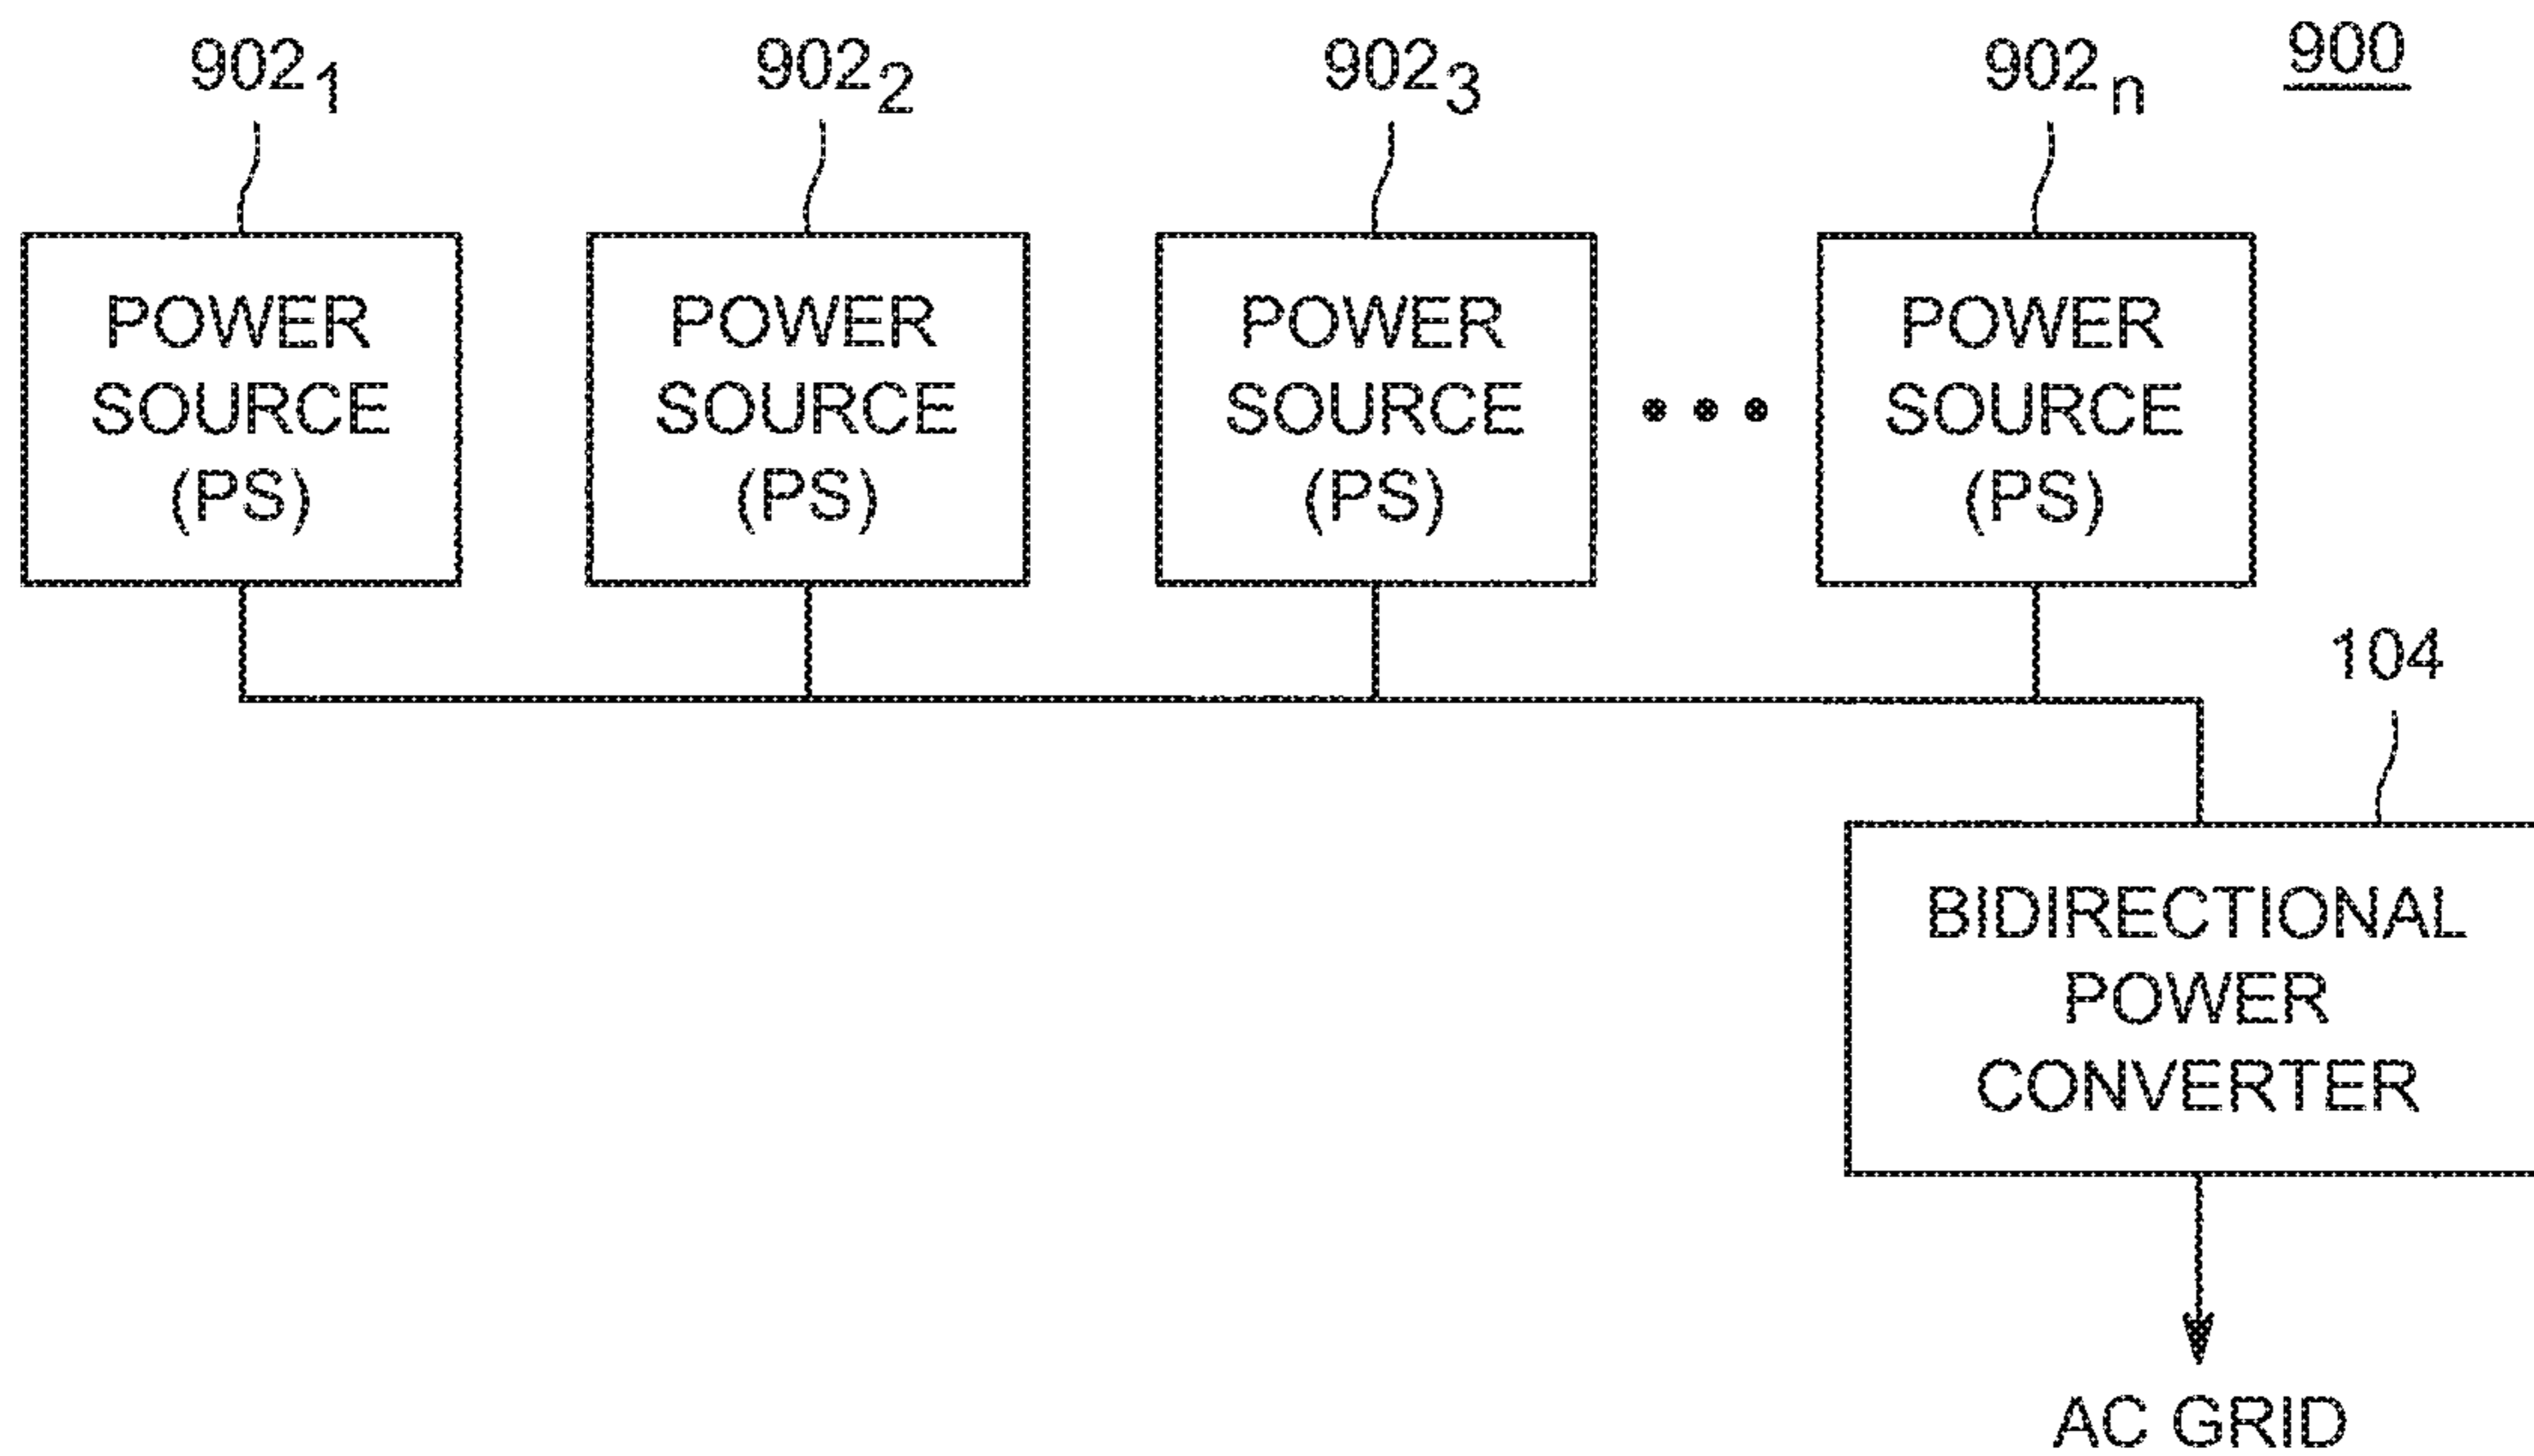 902₁ 902₂ 902₃ 902ₙ 900
POWER
SOURCE
(PS)
POWER
SOURCE
(PS)
POWER
SOURCE
(PS)
POWER
SOURCE
(PS)
104
BIDIRECTIONAL
POWER
CONVERTER
AC GRID